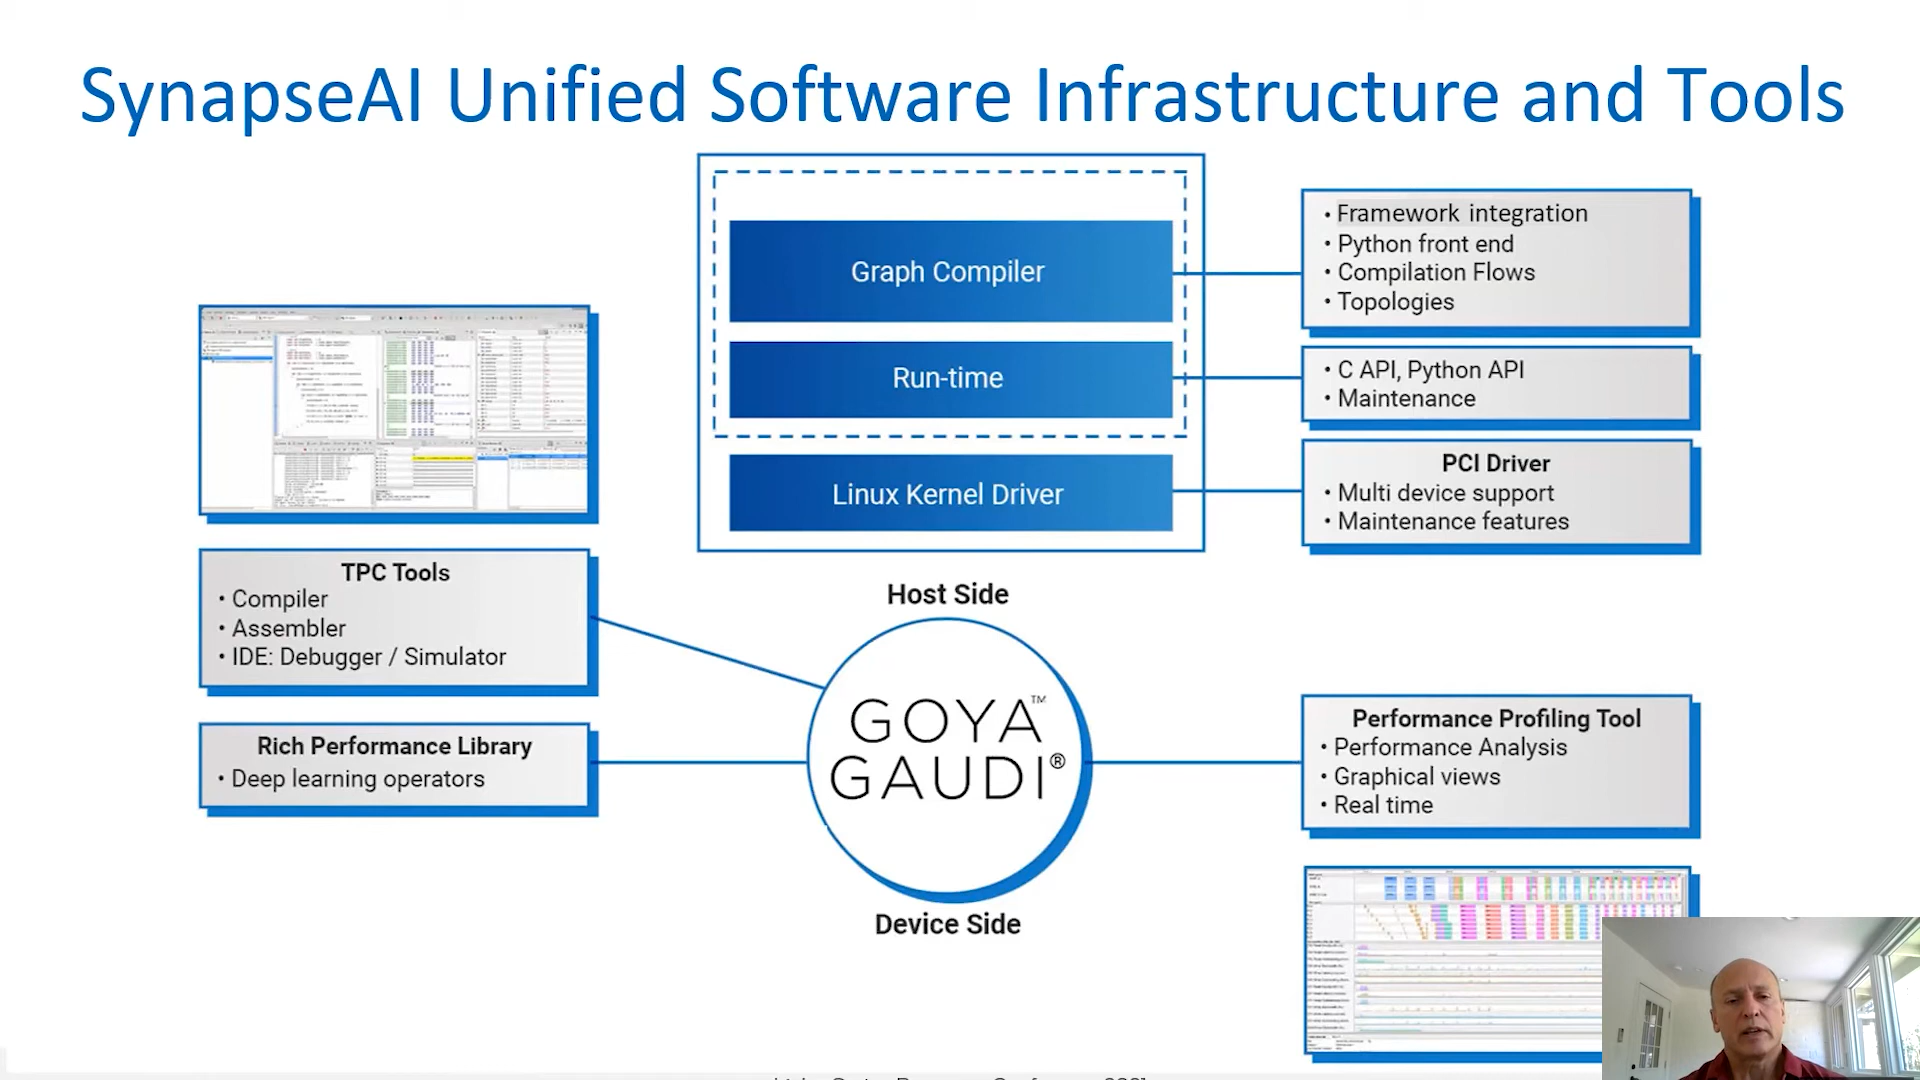 SynapseAI Unified Software Infrastructure and Tools
Graph Compiler
Run-time
Linux Kernel Driver
• Framework integration
• Python front end
• Compilation Flows
• Topologies
• C API, Python API
• Maintenance
PCI Driver
• Multi device support
• Maintenance features
TPC Tools
• Compiler
• Assembler
• IDE: Debugger / Simulator
Rich Performance Library
• Deep learning operators
Host Side
GOYA™
GAUDI®
Device Side
Performance Profiling Tool
• Performance Analysis
• Graphical views
• Real time